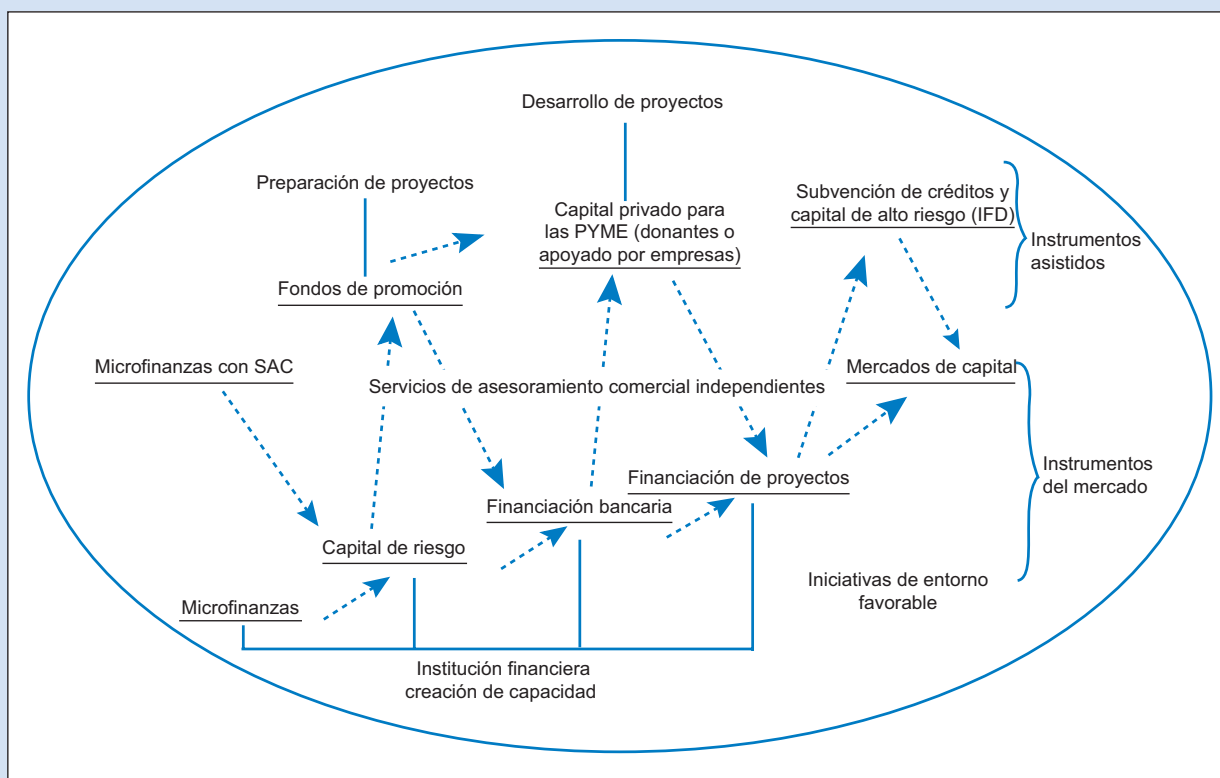 Desarrollo de proyectos
Preparación de proyectos
Subvención de créditos y
capital de alto riesgo (IFD)
Capital privado para
las PYME (donantes o
apoyado por empresas)
Instrumentos
asistidos
Fondos de promoción
Microfinanzas con SAC
Servicios de asesoramiento comercial independientes
Mercados de capital
Financiación de proyectos
Instrumentos
del mercado
Financiación bancaria
Capital de riesgo
Iniciativas de entorno
favorable
Microfinanzas
Institución financiera
creación de capacidad